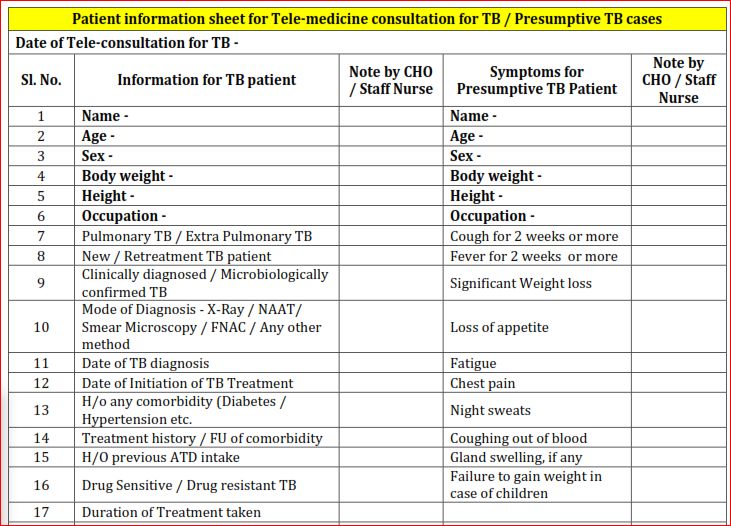 Patient information sheet for Tele-medicine consultation for TB / Presumptive TB cases
Date of Tele-consultation for TB -
Sl. No. Information for TB patient Note by CHO / Staff Nurse Symptoms for Presumptive TB Patient Note by CHO / Staff Nurse
1 Name - Name -
2 Age - Age -
3 Sex - Sex -
4 Body weight - Body weight -
5 Height - Height -
6 Occupation - Occupation -
7 Pulmonary TB / Extra Pulmonary TB Cough for 2 weeks or more
8 New / Retreatment TB patient Fever for 2 weeks or more
9 Clinically diagnosed / Microbiologically confirmed TB Significant Weight loss
10 Mode of Diagnosis - X-Ray / NAAT/ Smear Microscopy / FNAC / Any other method Loss of appetite
11 Date of TB diagnosis Fatigue
12 Date of Initiation of TB Treatment Chest pain
13 H/o any comorbidity (Diabetes / Hypertension etc. Night sweats
14 Treatment history / FU of comorbidity Coughing out of blood
15 H/O previous ATD intake Gland swelling, if any
16 Drug Sensitive / Drug resistant TB Failure to gain weight in case of children
17 Duration of Treatment taken